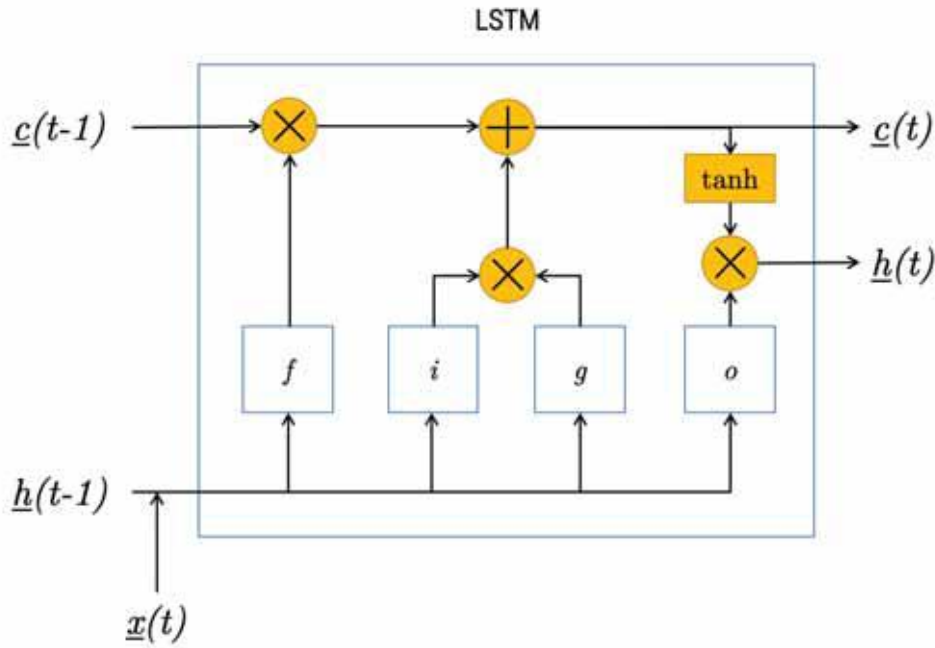 LSTM
c(t-1)
c(t)
tanh
h(t)
f
i
g
o
h(t-1)
x(t)